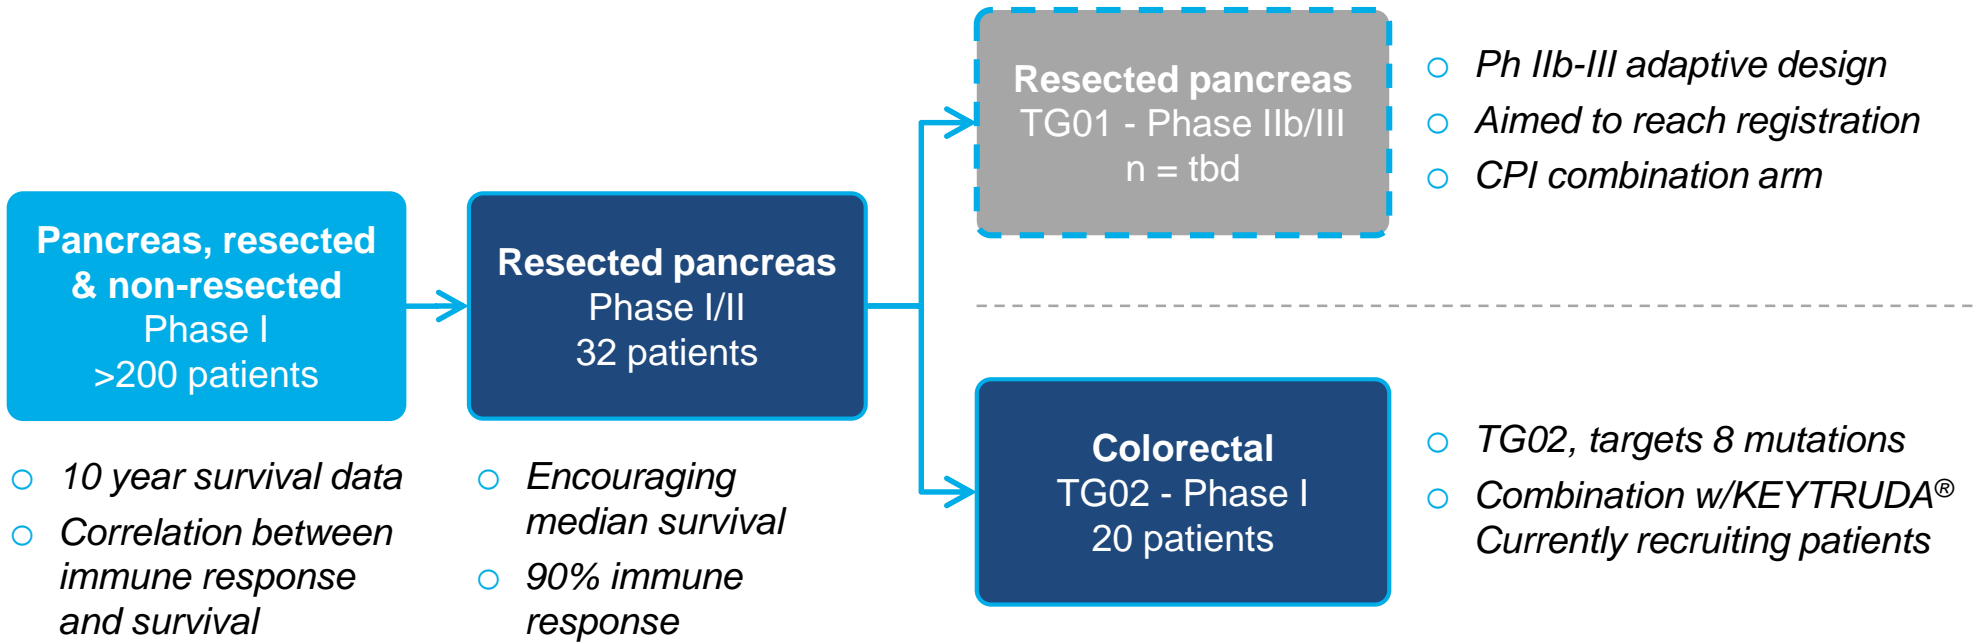 Pancreas, resected
& non-resected
Phase I
>200 patients
10 year survival data
Correlation between
immune response
and survival
Resected pancreas
Phase I/II
32 patients
Encouraging
median survival
90% immune
response
Resected pancreas
TG01 - Phase IIb/III
n = tbd
Ph IIb-III adaptive design
Aimed to reach registration
CPI combination arm
Colorectal
TG02 - Phase I
20 patients
TG02, targets 8 mutations
Combination w/KEYTRUDA®
Currently recruiting patients